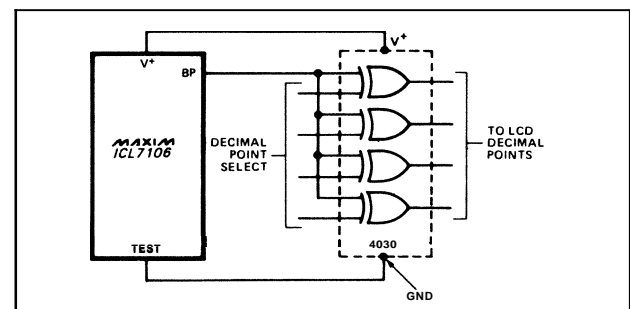 V+
V+
BP
MAXIM
ICL7106
DECIMAL
POINT
SELECT
TO LCD
DECIMAL
POINTS
TEST
4030
GND